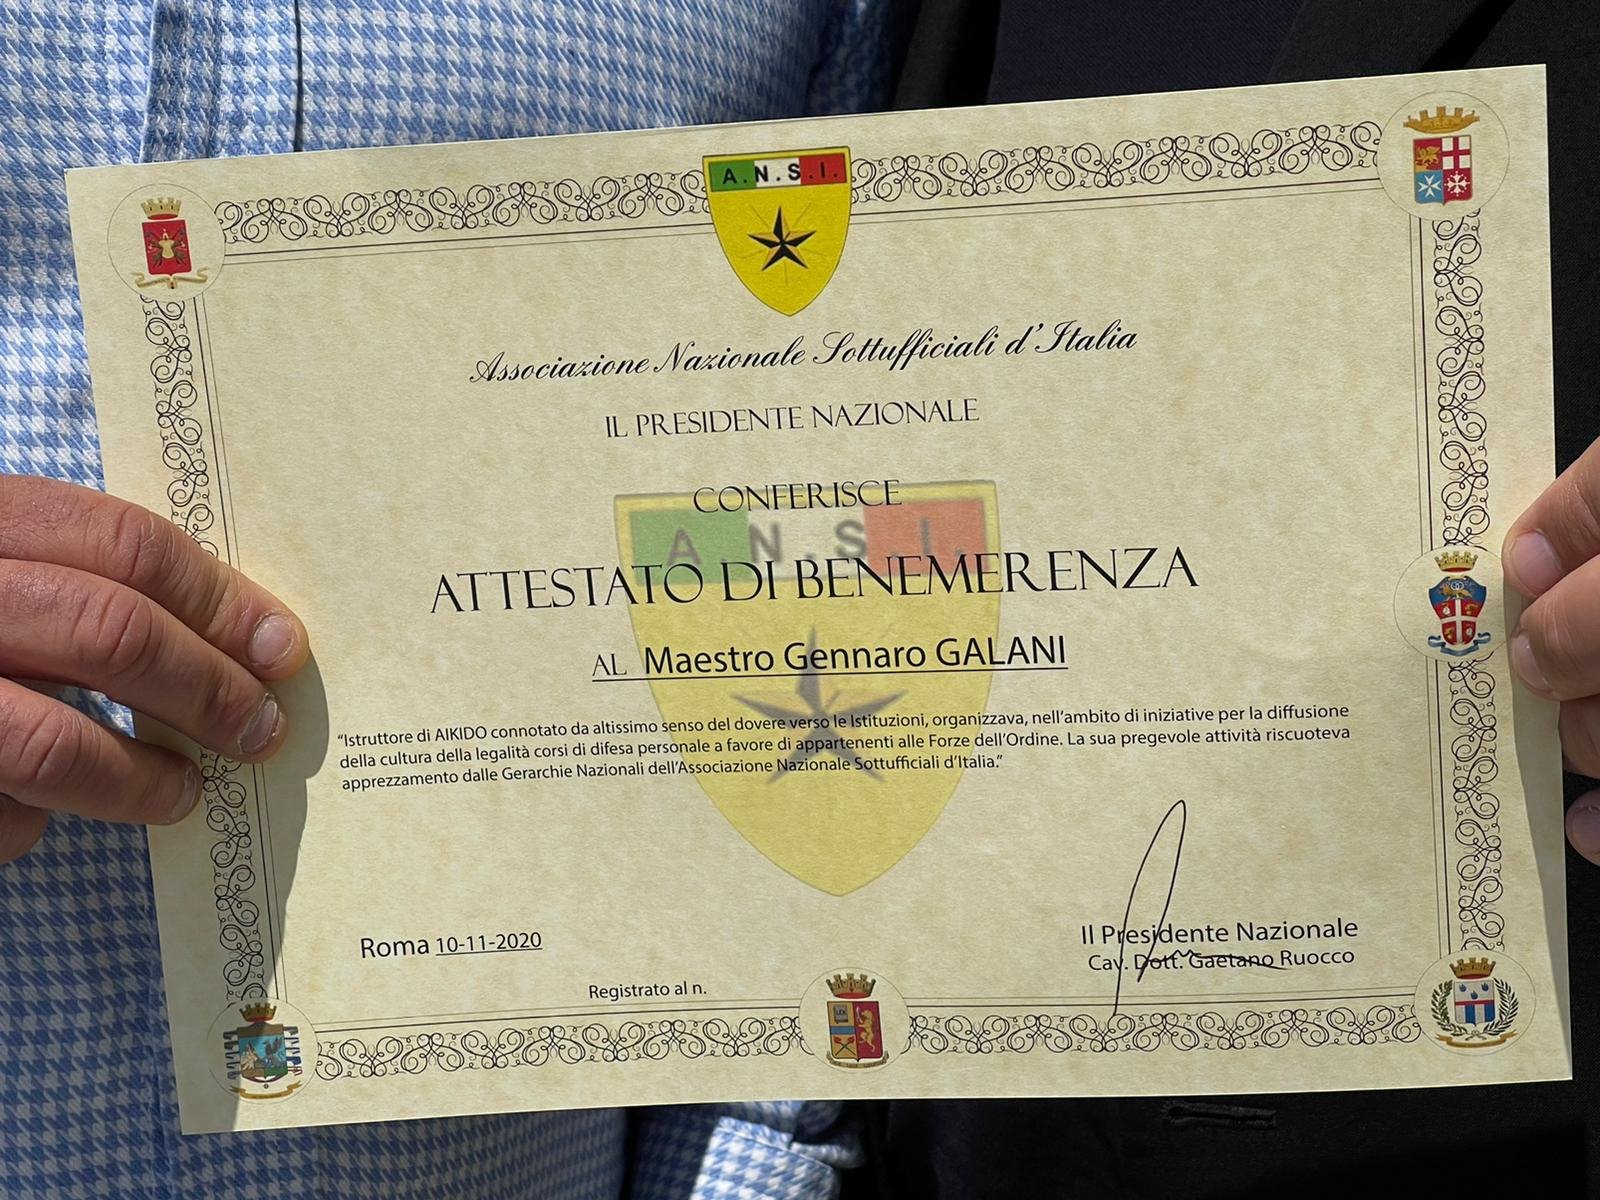 A.N.S.I.
Associazione Nazionale Sottufficiali d'Italia
IL PRESIDENTE NAZIONALE
CONFERISCE
A.N.S.I.
ATTESTATO DI BENEMERENZA
AL Maestro Gennaro GALANI
“Istruttore di AIKIDO connotato da altissimo senso del dovere verso le Istituzioni, organizzava, nell'ambito di iniziative per la diffusione
della cultura della legalità corsi di difesa personale a favore di appartenenti alle Forze dell'Ordine. La sua pregevole attività riscuoteva
apprezzamento dalle Gerarchie Nazionali dell'Associazione Nazionale Sottufficiali d'Italia.”
Roma 10-11-2020
Il Presidente Nazionale
Cav. Dott. Gaetano Ruocco
Registrato al n.
LEX